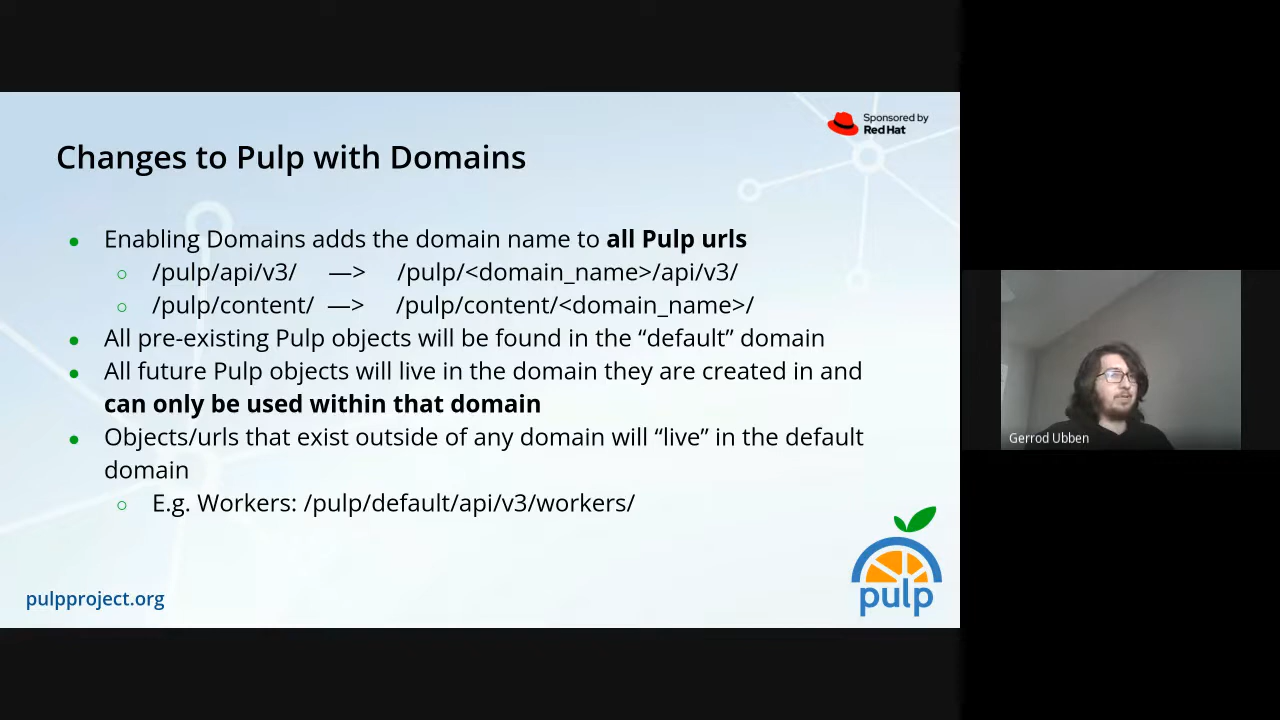 Sponsored by
Red Hat
Changes to Pulp with Domains
● Enabling Domains adds the domain name to all Pulp urls
○ /pulp/api/v3/ —> /pulp/<domain_name>/api/v3/
○ /pulp/content/ —> /pulp/content/<domain_name>/
● All pre-existing Pulp objects will be found in the “default” domain
● All future Pulp objects will live in the domain they are created in and
can only be used within that domain
● Objects/urls that exist outside of any domain will “live” in the default
domain
○ E.g. Workers: /pulp/default/api/v3/workers/
pulpproject.org
pulp
Gerrod Ubben